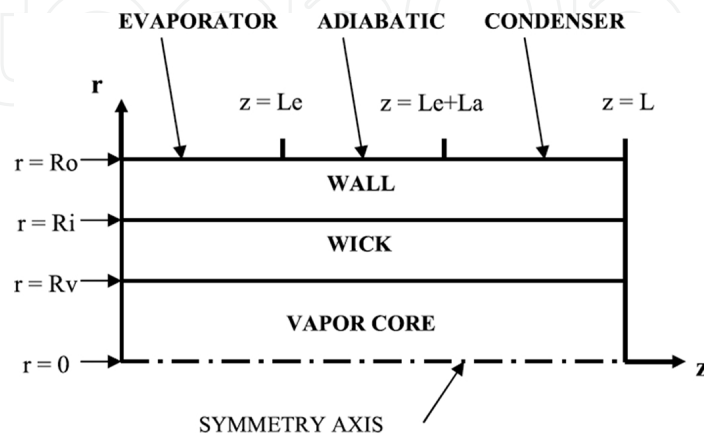 EVAPORATOR ADIABATIC CONDENSER
r
z = Le z = Le+La z = L
r = Ro
WALL
r = Ri
WICK
r = Rv
VAPOR CORE
r = 0
z
SYMMETRY AXIS